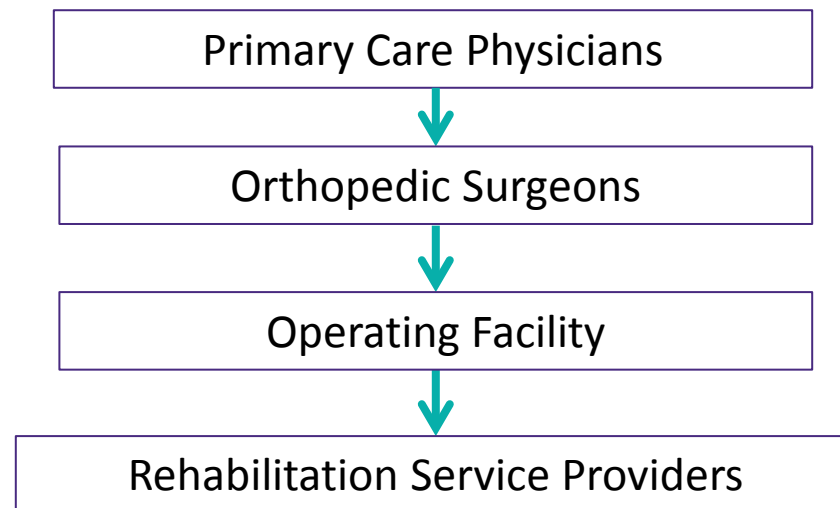 Primary Care Physicians
Orthopedic Surgeons
Operating Facility
Rehabilitation Service Providers